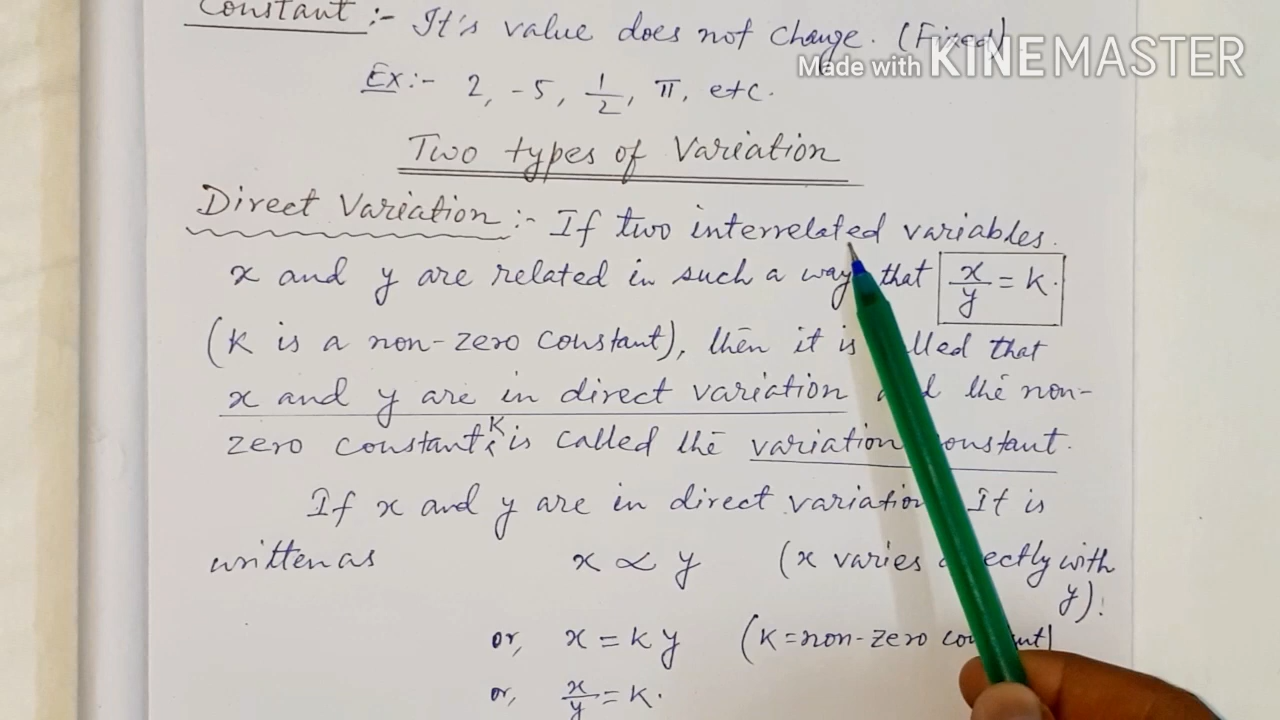 Constant :- It's value does not change. (Fixed)
Made with KINEMASTER
Ex:- 2, -5, 1/2, π, etc.
Two types of Variation
Direct Variation :- If two interrelated variables.
x and y are related in such a way that x/y = K.
(K is a non-zero constant), then it is called that
x and y are in direct variation and the non-
zero constant K is called the variation constant.
If x and y are in direct variation It is
written as x ∝ y (x varies directly with
y).
or, x = k y (K = non-zero constant)
or, x/y = K.